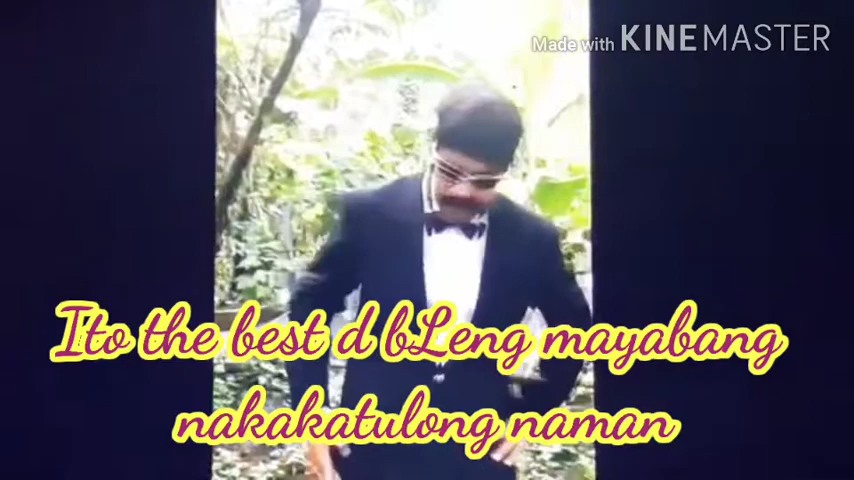 Made with KINEMASTER
Ito the best d bLeng mayabang
nakakatulong naman